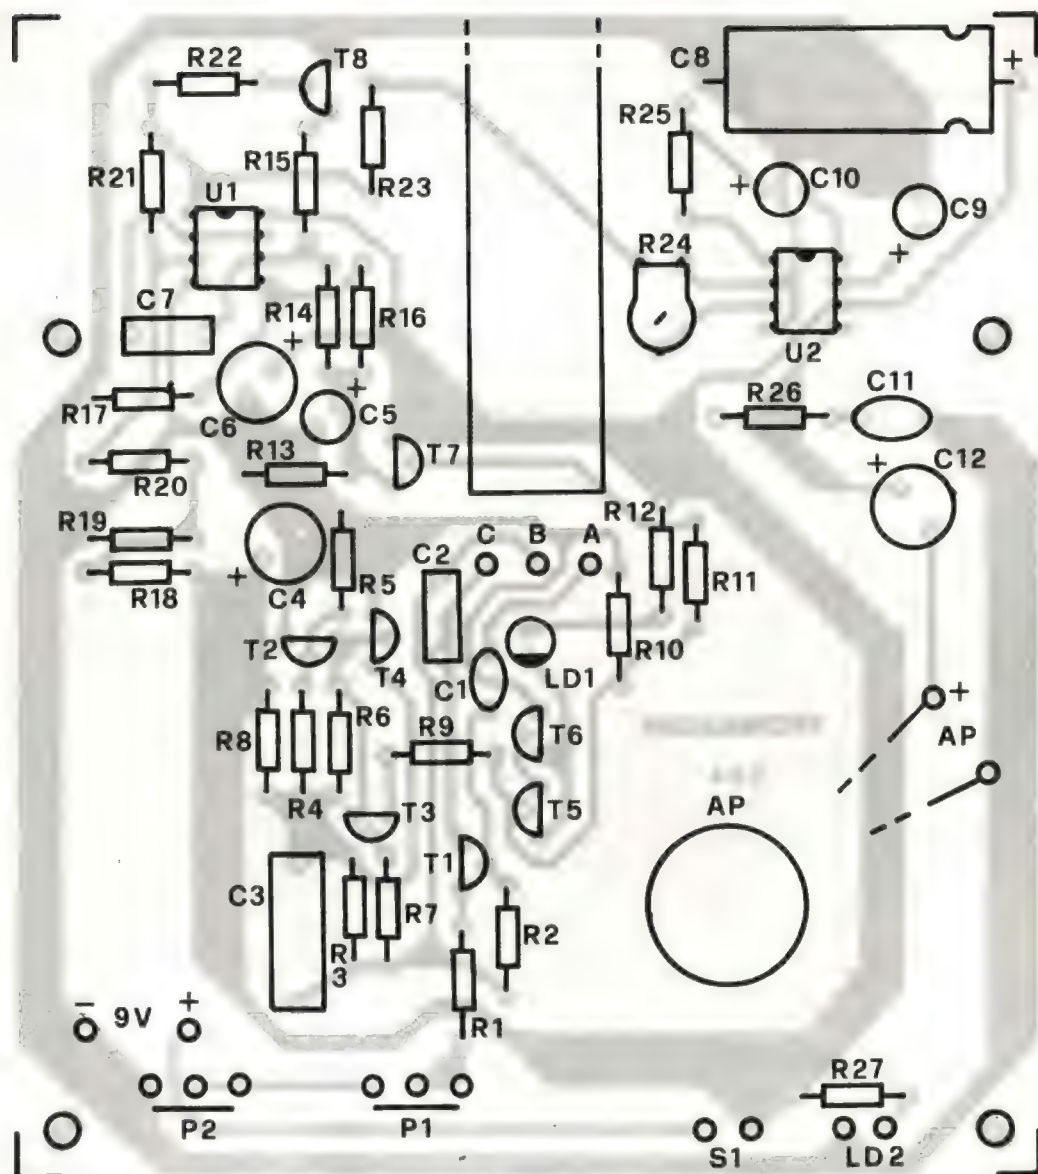 R22
T8
C8
+
R25
R21
R15
R23
U1
+
C10
C9
R24
+
C7
R14
R16
+
U2
+
R17
C6
C5
R26
C11
R13
T7
+
C12
R20
R19
R12
C
B
A
C2
+
R18
C4
R5
R11
T2
T4
R10
C1
LD1
R8
R6
R9
T6
+
AP
R4
T3
T5
AP
T1
C3
R7
R2
R
3
R1
-
9V
+
R27
P2
P1
S1
LD2